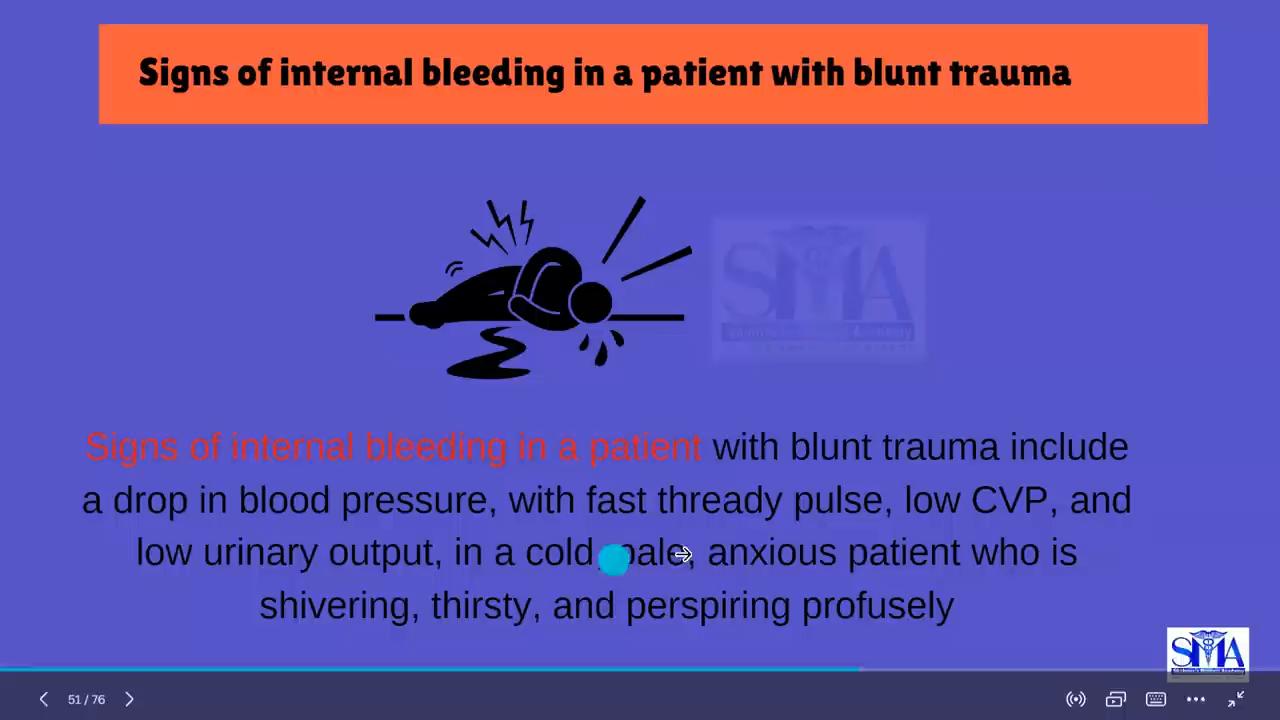 Signs of internal bleeding in a patient with blunt trauma
SMA
Signs of internal bleeding in a patient with blunt trauma include
a drop in blood pressure, with fast thready pulse, low CVP, and
low urinary output, in a cold, pale, anxious patient who is
shivering, thirsty, and perspiring profusely
SMA
51 / 76